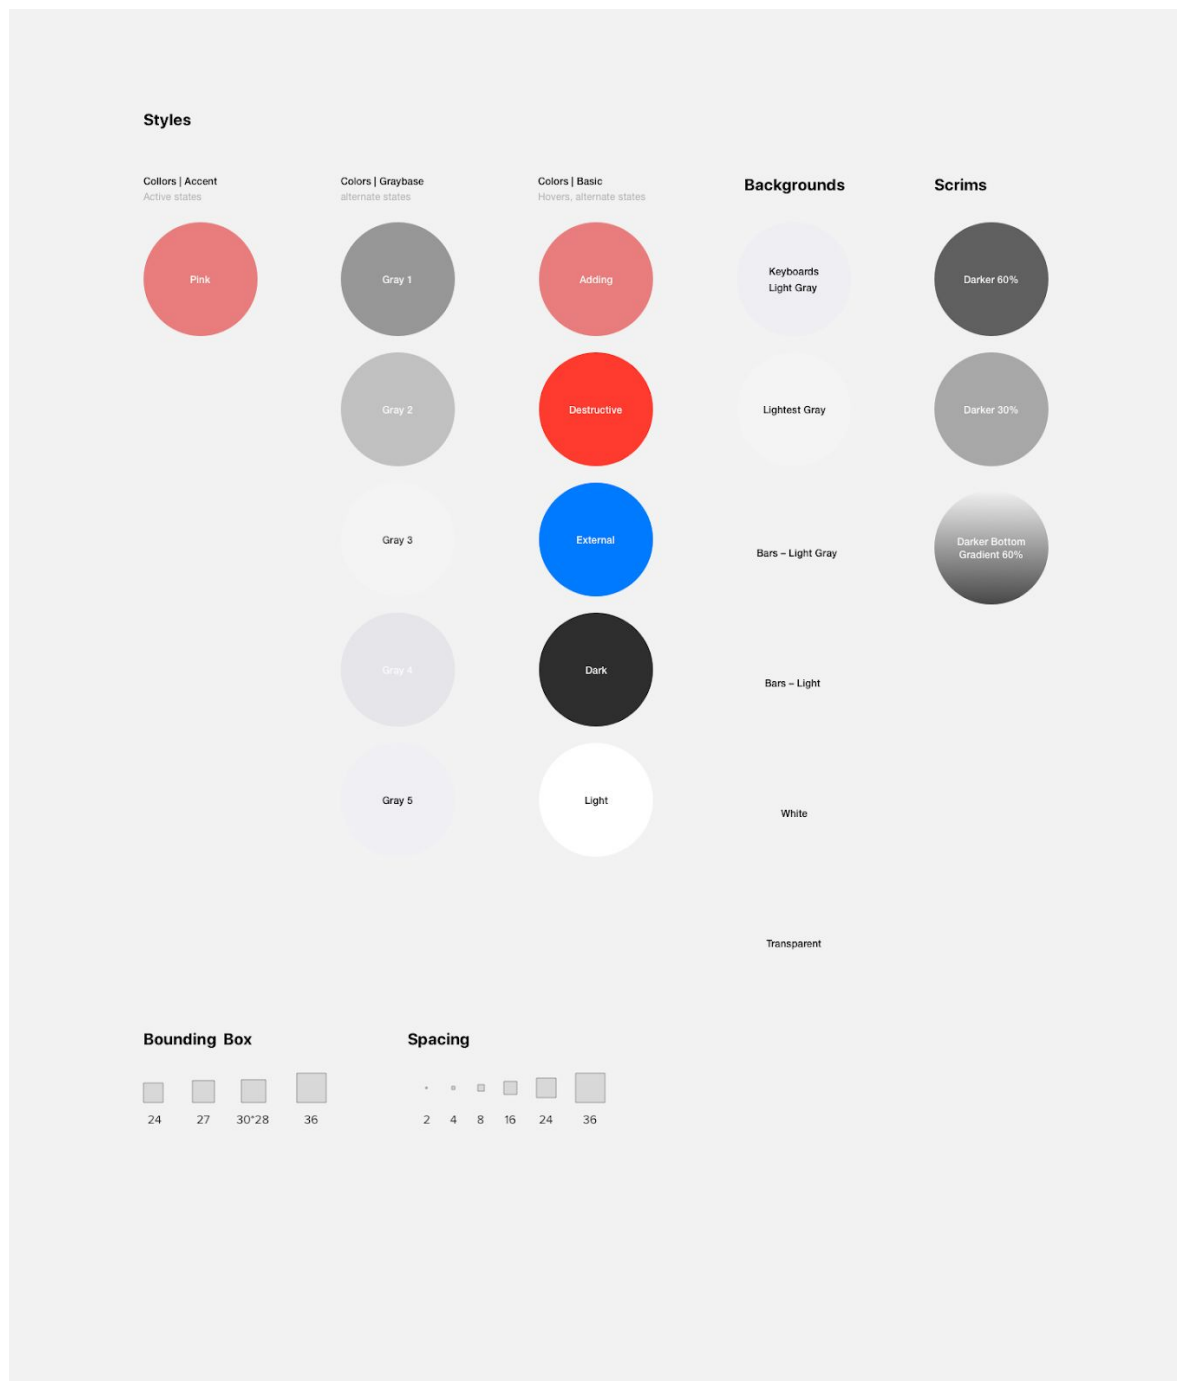 Styles
Collors | Accent
Active states
Pink
Colors | Graybase
alternate states
Gray 1
Gray 2
Gray 3
Gray 4
Gray 5
Colors | Basic
Hovers, alternate states
Adding
Destructive
External
Dark
Light
Backgrounds
Keyboards
Light Gray
Lightest Gray
Bars – Light Gray
Bars – Light
White
Transparent
Scrims
Darker 60%
Darker 30%
Darker Bottom
Gradient 60%
Bounding Box
24 27 30*28 36
Spacing
2 4 8 16 24 36